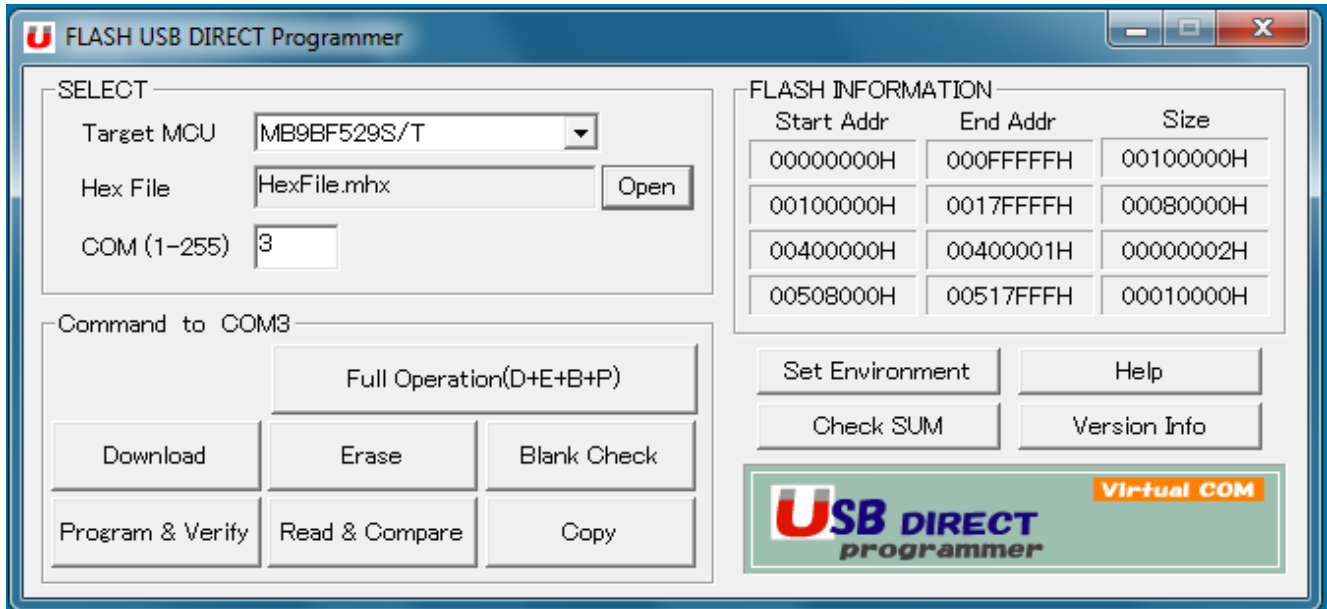 FLASH USB DIRECT Programmer
SELECT
Target MCU MB9BF529S/T
Hex File HexFile.mhx Open
COM (1-255) 3
Command to COM3
Full Operation(D+E+B+P)
Download Erase Blank Check
Program & Verify Read & Compare Copy
FLASH INFORMATION
Start Addr End Addr Size
00000000H 000FFFFFH 00100000H
00100000H 0017FFFFH 00080000H
00400000H 00400001H 00000002H
00508000H 00517FFFH 00010000H
Set Environment Help
Check SUM Version Info
Virtual COM
USB DIRECT
programmer